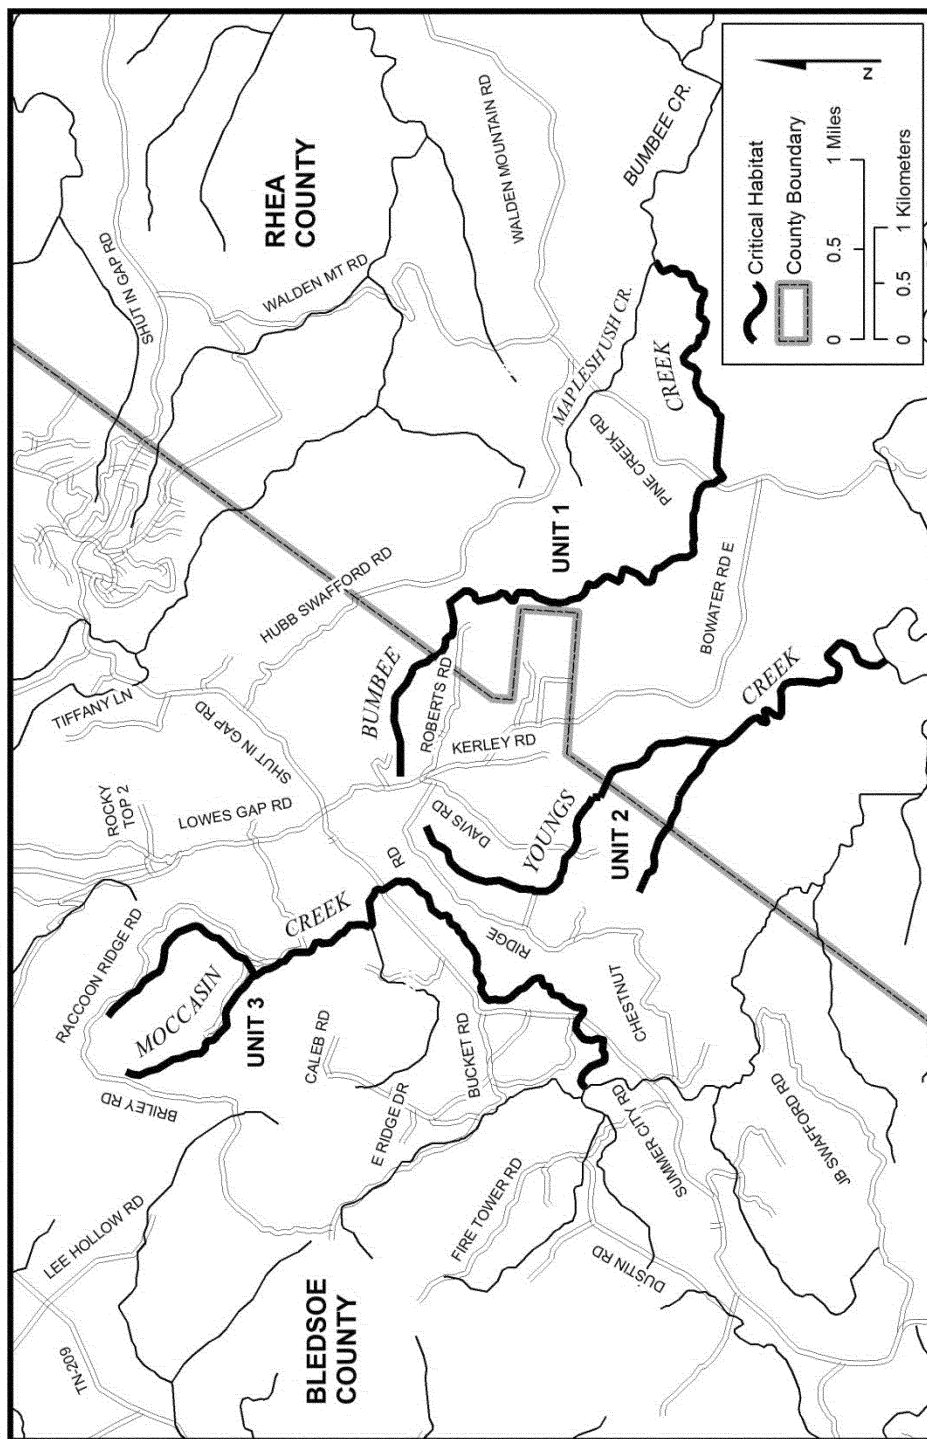 TN-209
LEE HOLLOW RD
BRILEY RD
RACCOON RIDGE RD
ROCKY
TOP 2
TIFFANY LN
SHUT IN GAP RD
MOCCASIN
UNIT 3
CREEK
LOWES GAP RD
SHUT IN GAP RD
HUBB SWAFFORD RD
RHEA
COUNTY
WALDEN MT RD
BLEDSOE
COUNTY
CALEB RD
E RIDGE DR
BUCKET RD
RIDGE
RD
DAVIS RD
KERLEY RD
ROBERTS RD
BUMBEE
UNIT 1
MAPLESHUSH CR.
WALDEN MOUNTAIN RD
FIRE TOWER RD
YOUNGS
UNIT 2
PINE CREEK RD
CREEK
BUMBEE CR.
DUSTIN RD
SUMMER CITY RD
CHESTNUT
CREEK
BOWATER RD E
JB SWAFFORD RD
Critical Habitat
County Boundary
0 0.5 1 Miles
0 0.5 1 Kilometers
N